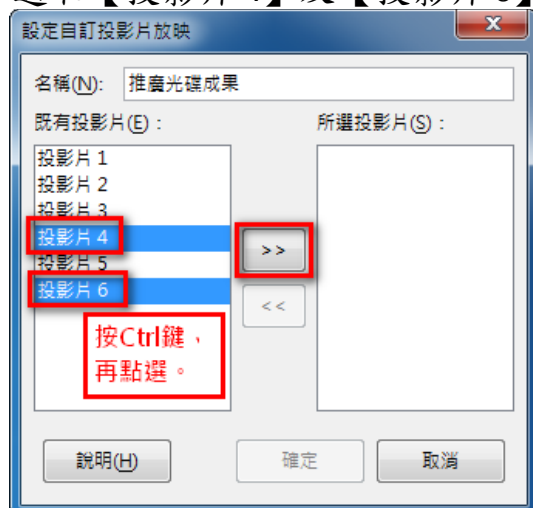 設定自訂投影片放映
名稱(N): 推廣光碟成果
既有投影片(E)： 所選投影片(S)：
投影片 1
投影片 2
投影片 3
投影片 4
投影片 5
投影片 6
>>
<<
按Ctrl鍵，
再點選。
說明(H) 確定 取消